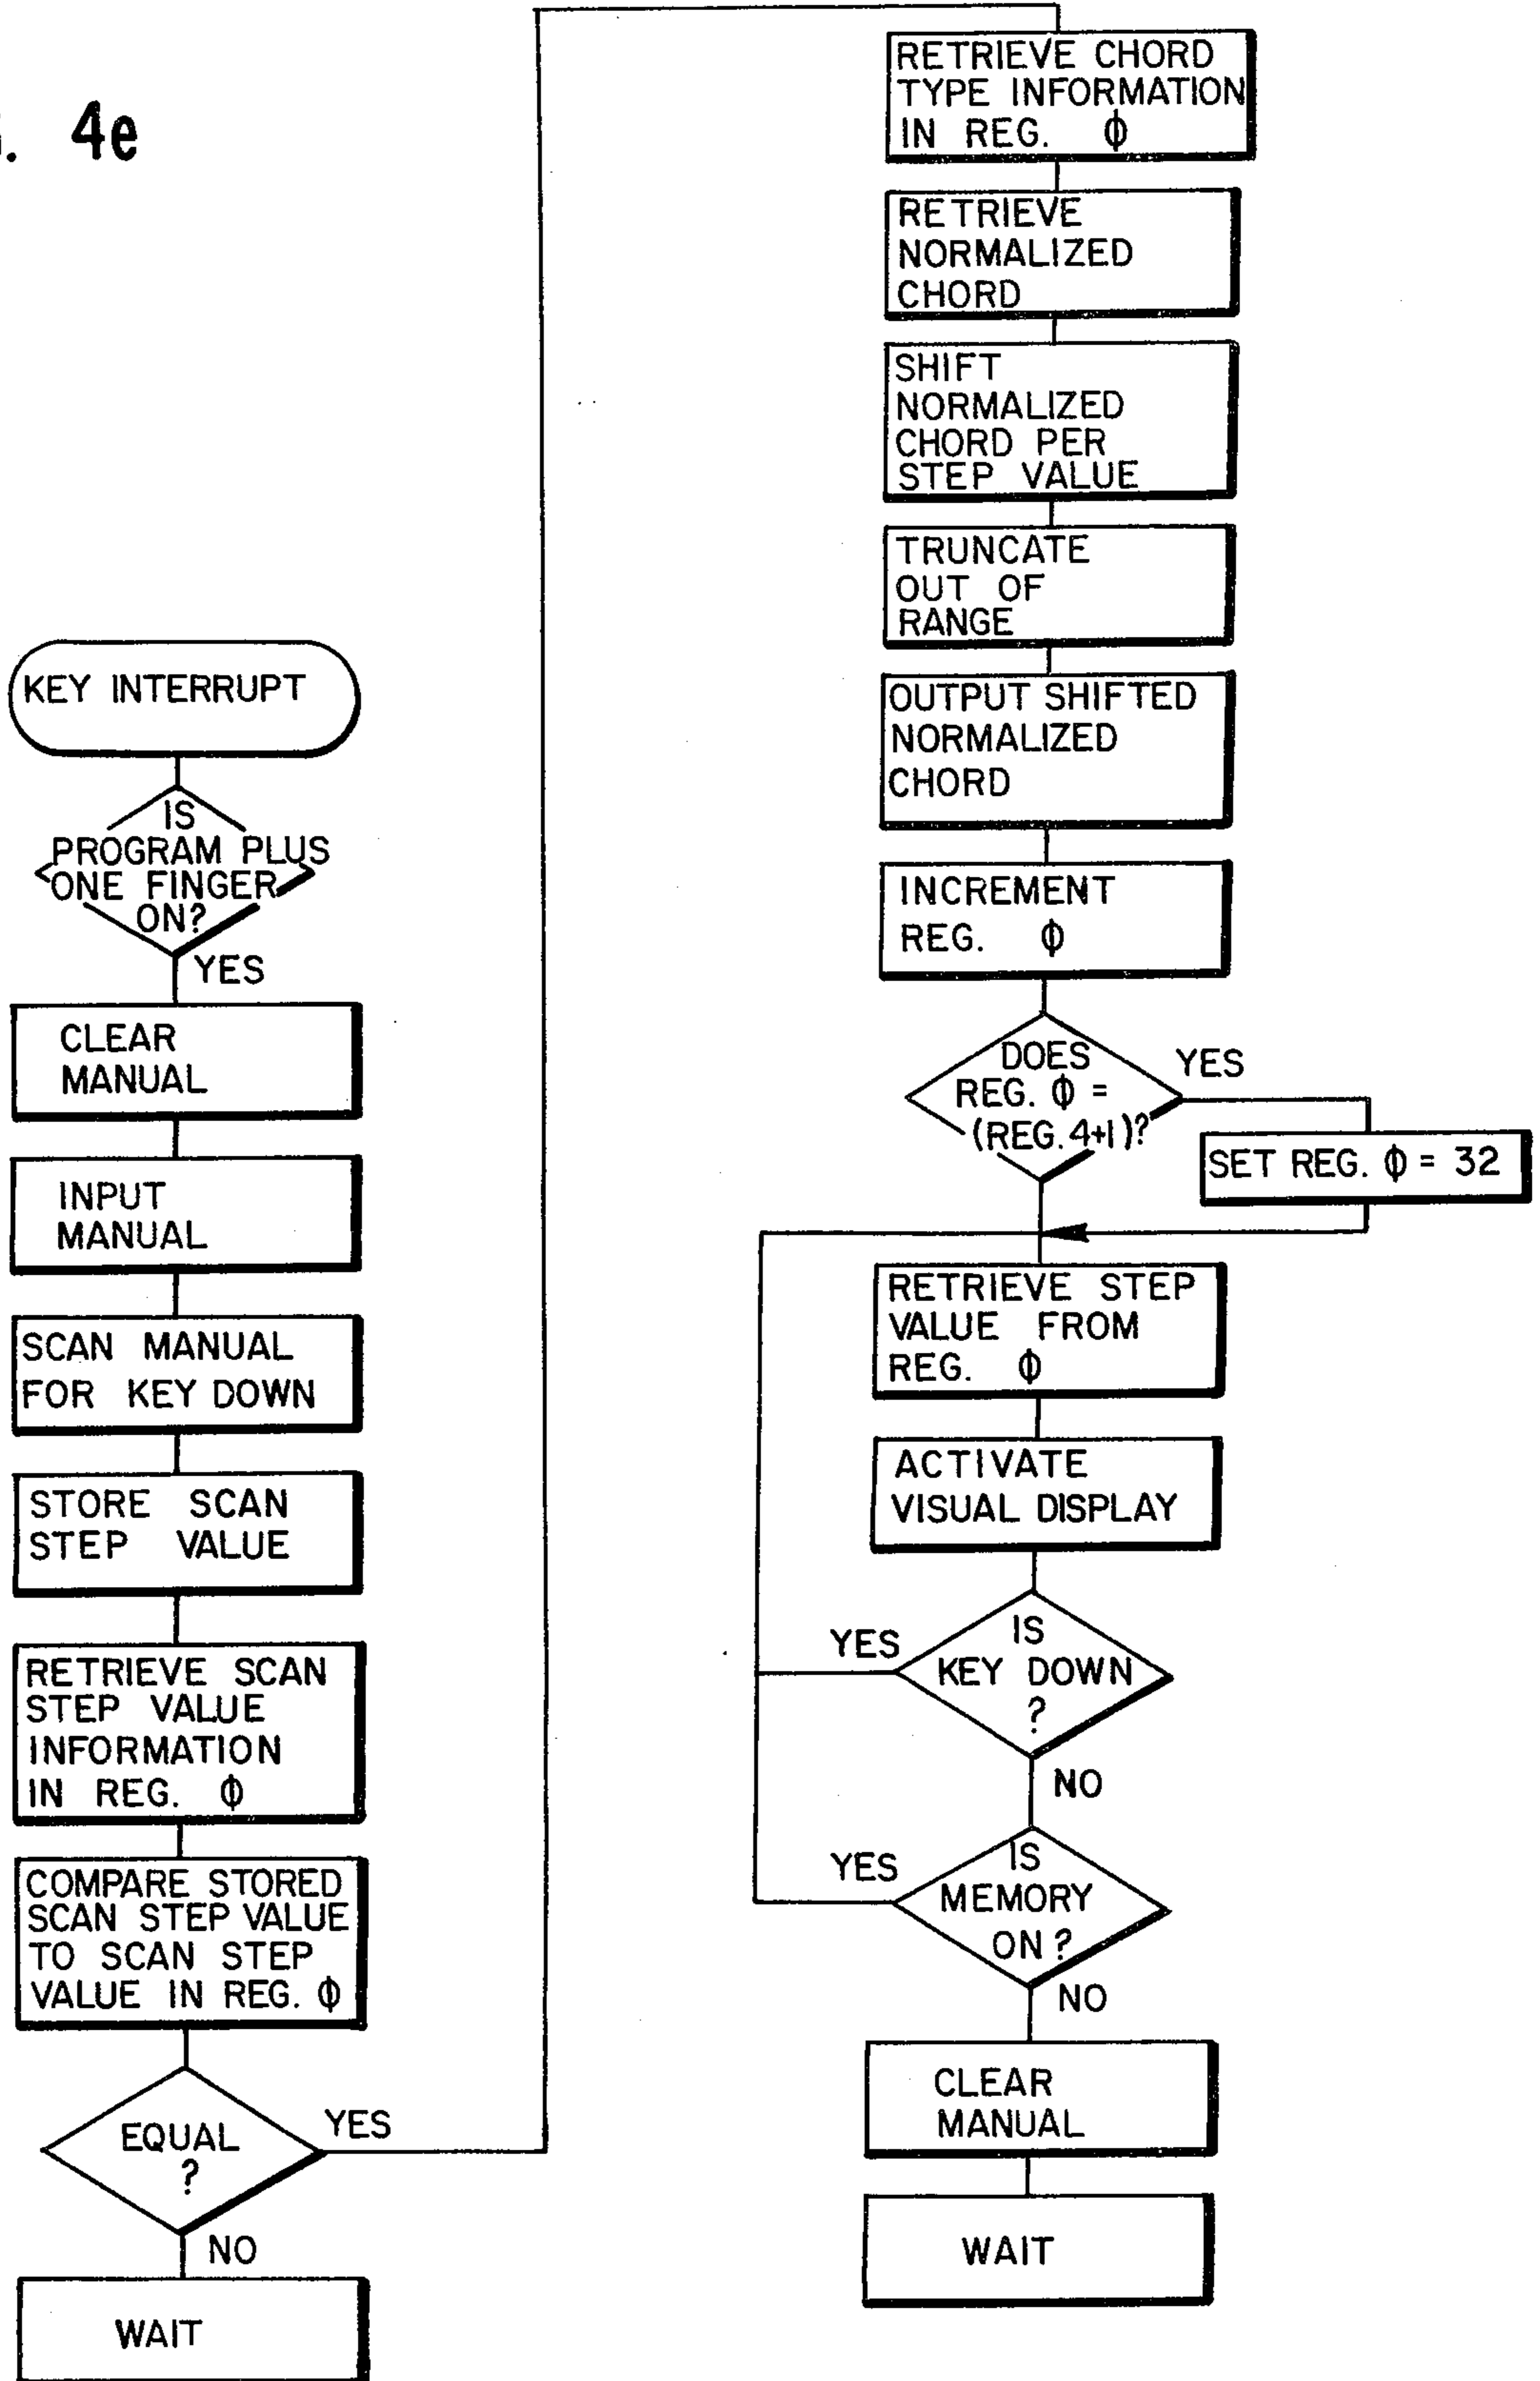 . 4e
KEY INTERRUPT
IS
PROGRAM PLUS
ONE FINGER
ON?
YES
CLEAR
MANUAL
INPUT
MANUAL
SCAN MANUAL
FOR KEY DOWN
STORE SCAN
STEP VALUE
RETRIEVE SCAN
STEP VALUE
INFORMATION
IN REG. ϕ
COMPARE STORED
SCAN STEP VALUE
TO SCAN STEP
VALUE IN REG. ϕ
EQUAL
?
YES
NO
WAIT
RETRIEVE CHORD
TYPE INFORMATION
IN REG. ϕ
RETRIEVE
NORMALIZED
CHORD
SHIFT
NORMALIZED
CHORD PER
STEP VALUE
TRUNCATE
OUT OF
RANGE
OUTPUT SHIFTED
NORMALIZED
CHORD
INCREMENT
REG. ϕ
DOES
REG. ϕ =
(REG. 4+1)?
YES
SET REG. ϕ = 32
RETRIEVE STEP
VALUE FROM
REG. ϕ
ACTIVATE
VISUAL DISPLAY
IS
KEY DOWN
?
YES
NO
IS
MEMORY
ON?
YES
NO
CLEAR
MANUAL
WAIT